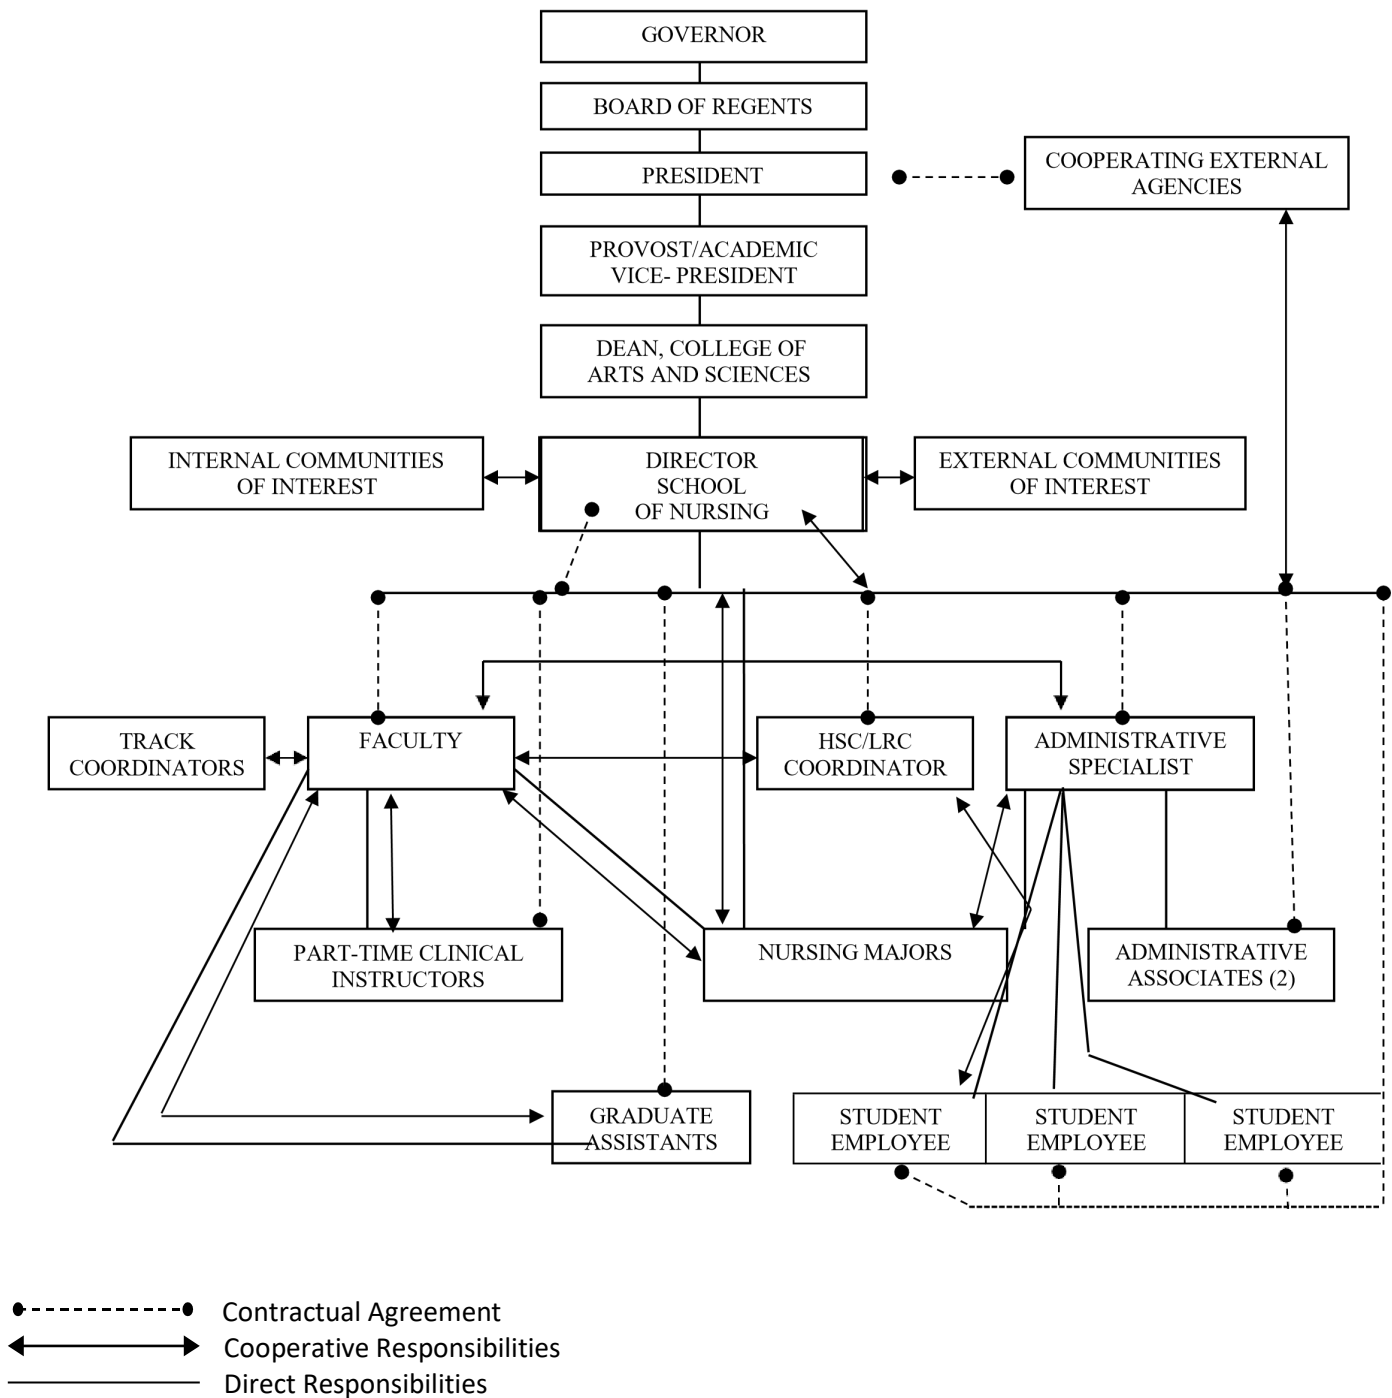 GOVERNOR
BOARD OF REGENTS
PRESIDENT
COOPERATING EXTERNAL
AGENCIES
PROVOST/ACADEMIC
VICE- PRESIDENT
DEAN, COLLEGE OF
ARTS AND SCIENCES
INTERNAL COMMUNITIES
OF INTEREST
DIRECTOR
SCHOOL
OF NURSING
EXTERNAL COMMUNITIES
OF INTEREST
TRACK
COORDINATORS
FACULTY
HSC/LRC
COORDINATOR
ADMINISTRATIVE
SPECIALIST
PART-TIME CLINICAL
INSTRUCTORS
NURSING MAJORS
ADMINISTRATIVE
ASSOCIATES (2)
GRADUATE
ASSISTANTS
STUDENT
EMPLOYEE
STUDENT
EMPLOYEE
STUDENT
EMPLOYEE
Contractual Agreement
Cooperative Responsibilities
Direct Responsibilities